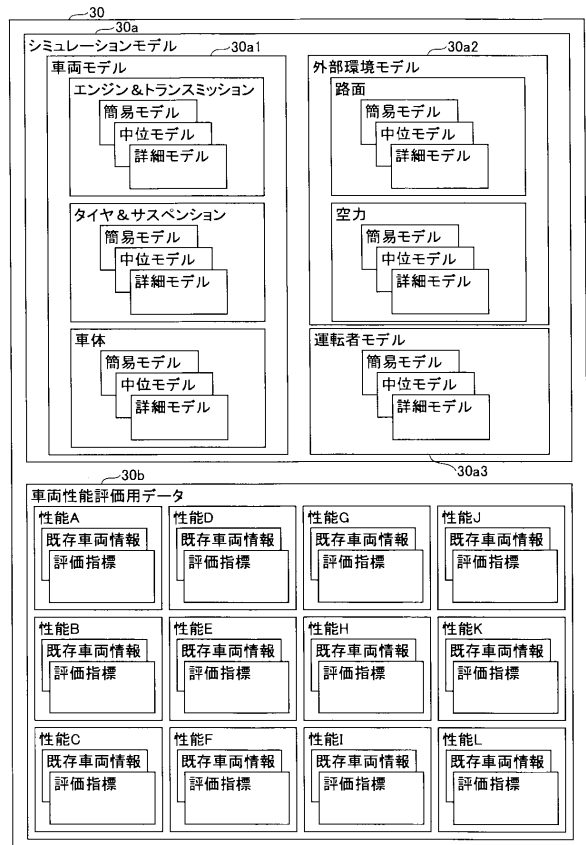 30
30a
シミュレーションモデル
30a1
車両モデル
エンジン＆トランスミッション
簡易モデル
中位モデル
詳細モデル
タイヤ＆サスペンション
簡易モデル
中位モデル
詳細モデル
車体
簡易モデル
中位モデル
詳細モデル
30a2
外部環境モデル
路面
簡易モデル
中位モデル
詳細モデル
空力
簡易モデル
中位モデル
詳細モデル
運転者モデル
簡易モデル
中位モデル
詳細モデル
30a3
30b
車両性能評価用データ
性能A
既存車両情報
評価指標
性能D
既存車両情報
評価指標
性能G
既存車両情報
評価指標
性能J
既存車両情報
評価指標
性能B
既存車両情報
評価指標
性能E
既存車両情報
評価指標
性能H
既存車両情報
評価指標
性能K
既存車両情報
評価指標
性能C
既存車両情報
評価指標
性能F
既存車両情報
評価指標
性能I
既存車両情報
評価指標
性能L
既存車両情報
評価指標